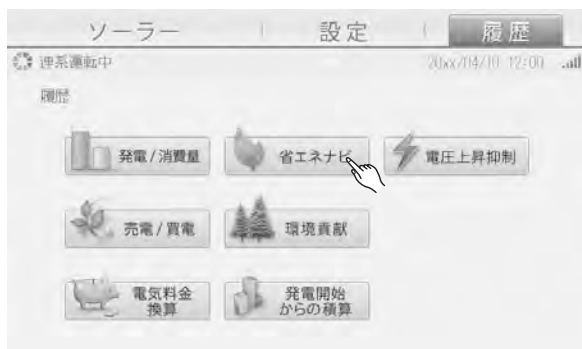 ソーラー 設定 履歴
連系運転中 20xx/04/10 12:00
履歴
発電/消費量 省エネナビ 電圧上昇抑制
売電/買電 環境貢献
電気料金 発電開始
換算 からの積算